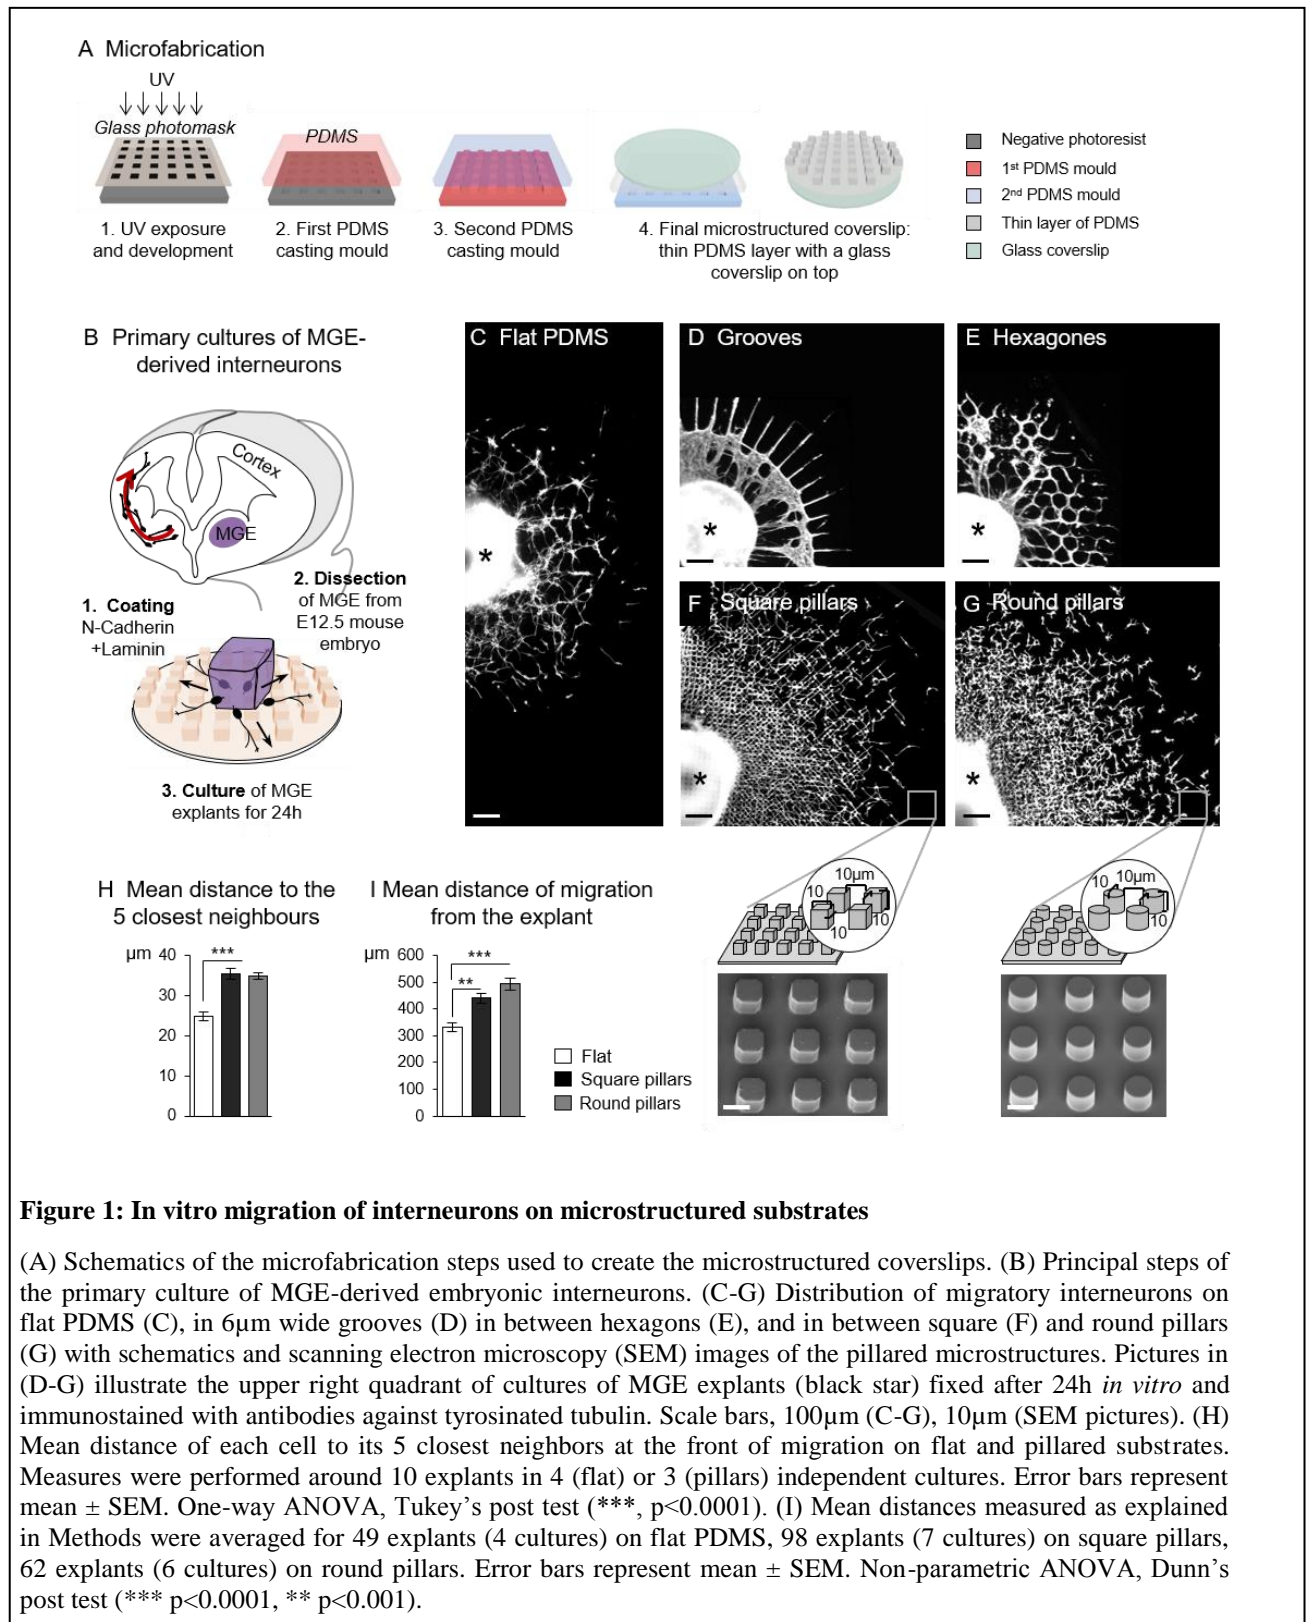 A Microfabrication
UV
Glass photomask
PDMS
1. UV exposure
and development
2. First PDMS
casting mould
3. Second PDMS
casting mould
4. Final microstructured coverslip:
thin PDMS layer with a glass
coverslip on top
Negative photoresist
1st PDMS mould
2nd PDMS mould
Thin layer of PDMS
Glass coverslip
B Primary cultures of MGE-
derived interneurons
Cortex
MGE
1. Coating
N-Cadherin
+Laminin
2. Dissection
of MGE from
E12.5 mouse
embryo
3. Culture of MGE
explants for 24h
C Flat PDMS
*
D Grooves
*
E Hexagones
*
F Square pillars
*
G Round pillars
*
10µm
10
10
10
10µm
10
10
H Mean distance to the
5 closest neighbours
µm
40
30
20
10
0
***
I Mean distance of migration
from the explant
µm
600
500
400
300
200
100
0
***
**
Flat
Square pillars
Round pillars
Figure 1: In vitro migration of interneurons on microstructured substrates
(A) Schematics of the microfabrication steps used to create the microstructured coverslips. (B) Principal steps of
the primary culture of MGE-derived embryonic interneurons. (C-G) Distribution of migratory interneurons on
flat PDMS (C), in 6µm wide grooves (D) in between hexagons (E), and in between square (F) and round pillars
(G) with schematics and scanning electron microscopy (SEM) images of the pillared microstructures. Pictures in
(D-G) illustrate the upper right quadrant of cultures of MGE explants (black star) fixed after 24h in vitro and
immunostained with antibodies against tyrosinated tubulin. Scale bars, 100µm (C-G), 10µm (SEM pictures). (H)
Mean distance of each cell to its 5 closest neighbors at the front of migration on flat and pillared substrates.
Measures were performed around 10 explants in 4 (flat) or 3 (pillars) independent cultures. Error bars represent
mean ± SEM. One-way ANOVA, Tukey's post test (***, p<0.0001). (I) Mean distances measured as explained
in Methods were averaged for 49 explants (4 cultures) on flat PDMS, 98 explants (7 cultures) on square pillars,
62 explants (6 cultures) on round pillars. Error bars represent mean ± SEM. Non-parametric ANOVA, Dunn's
post test (*** p<0.0001, ** p<0.001).